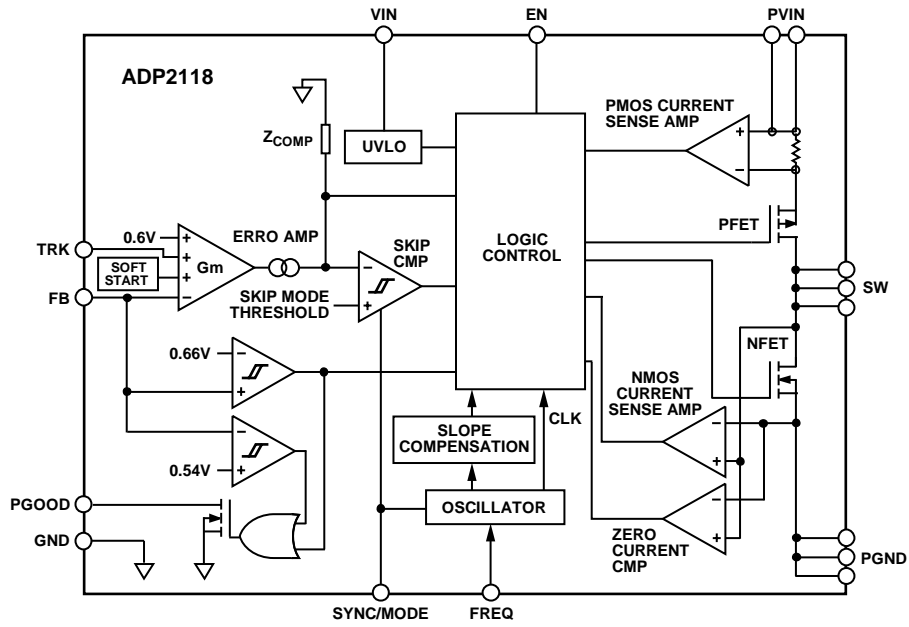 VIN
EN
PVIN
ADP2118
PMOS CURRENT
SENSE AMP
+
−
ZCOMP
UVLO
LOGIC
CONTROL
PFET
0.6V
+
TRK
+
Gm
ERRO AMP
SKIP
CMP
SOFT
START
+
−
FB
−
SKIP MODE
THRESHOLD
+
SW
NFET
0.66V
−
+
NMOS
CURRENT
SENSE AMP
−
+
CLK
SLOPE
COMPENSATION
−
0.54V
+
PGOOD
OSCILLATOR
−
+
ZERO
CURRENT
CMP
GND
PGND
SYNC/MODE
FREQ